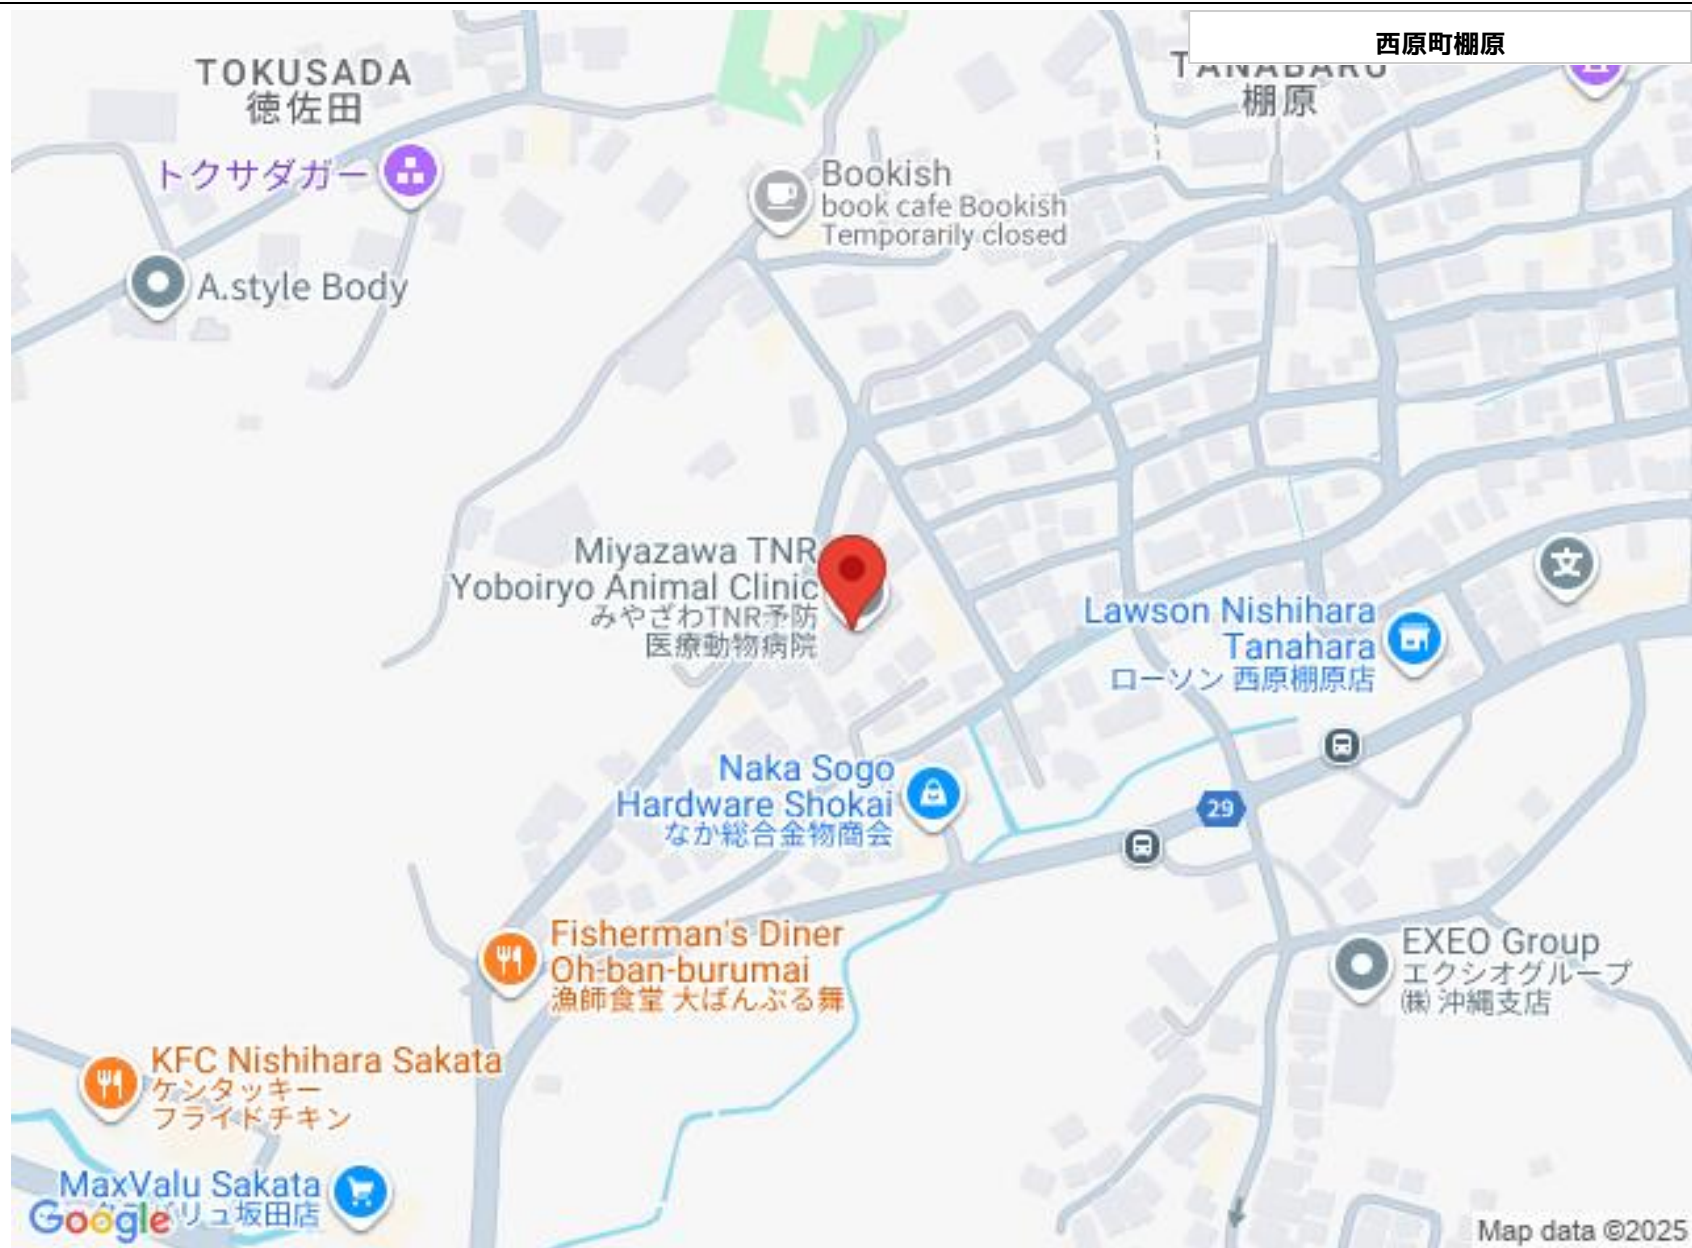 西原町棚原
TOKUSADA
徳佐田
TANABARU
棚原
トクサダガー
Bookish
book cafe Bookish
Temporarily closed
A.style Body
Miyazawa TNR
Yoboiryo Animal Clinic
みやざわTNR予防
医療動物病院
文
Lawson Nishihara
Tanahara
ローソン 西原棚原店
Naka Sogo
Hardware Shokai
なか総合金物商会
29
Fisherman's Diner
Oh-ban-burumai
漁師食堂 大ばんぶる舞
EXEO Group
エクシオグループ
㈱ 沖縄支店
KFC Nishihara Sakata
ケンタッキー
フライドチキン
MaxValu Sakata
リュ坂田店
Google
Map data ©2025